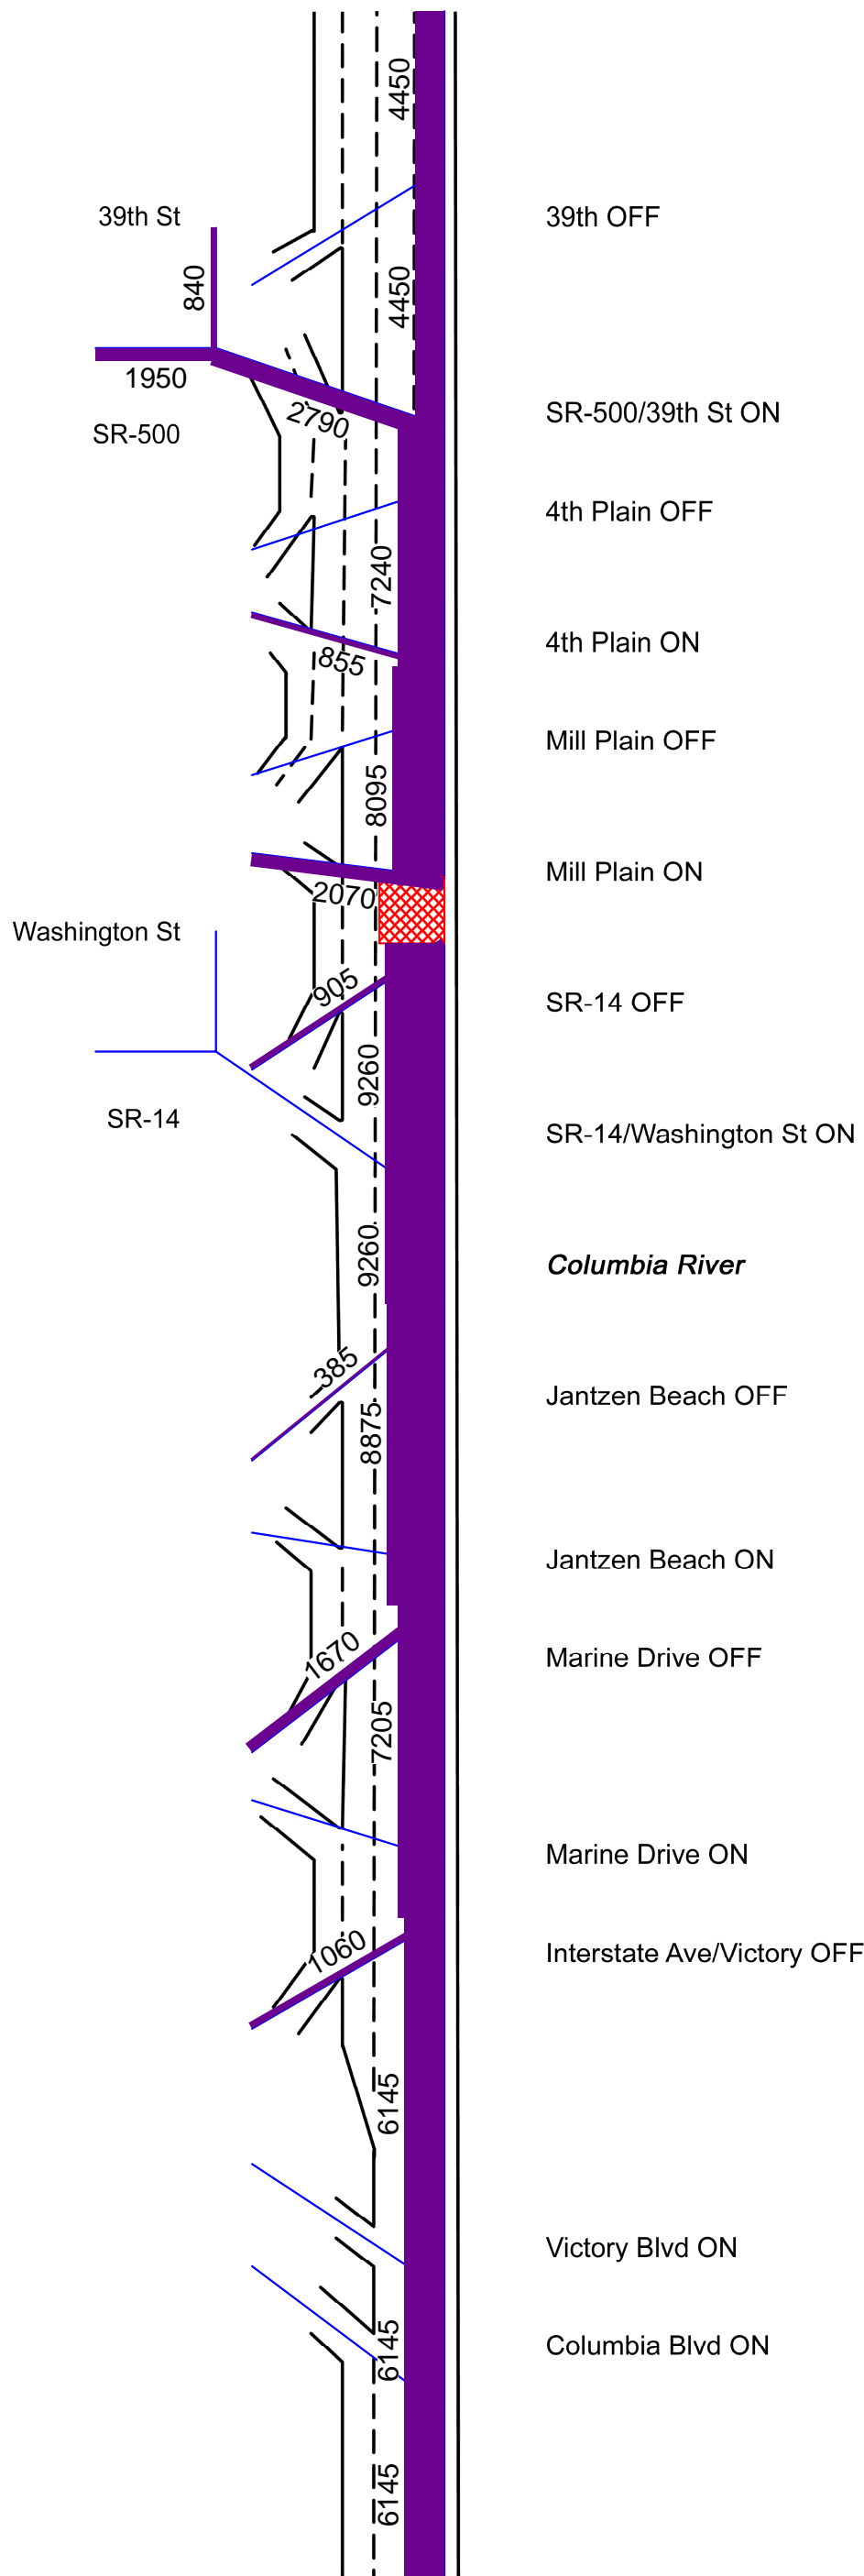 4450
39th St
39th OFF
840
4450
1950
2790
SR-500/39th St ON
SR-500
4th Plain OFF
7240
4th Plain ON
855
Mill Plain OFF
8095
Mill Plain ON
2070
Washington St
905
SR-14 OFF
9260
SR-14
SR-14/Washington St ON
9260
Columbia River
385
Jantzen Beach OFF
8875
Jantzen Beach ON
1670
Marine Drive OFF
7205
Marine Drive ON
1060
Interstate Ave/Victory OFF
6145
Victory Blvd ON
6145
Columbia Blvd ON
6145